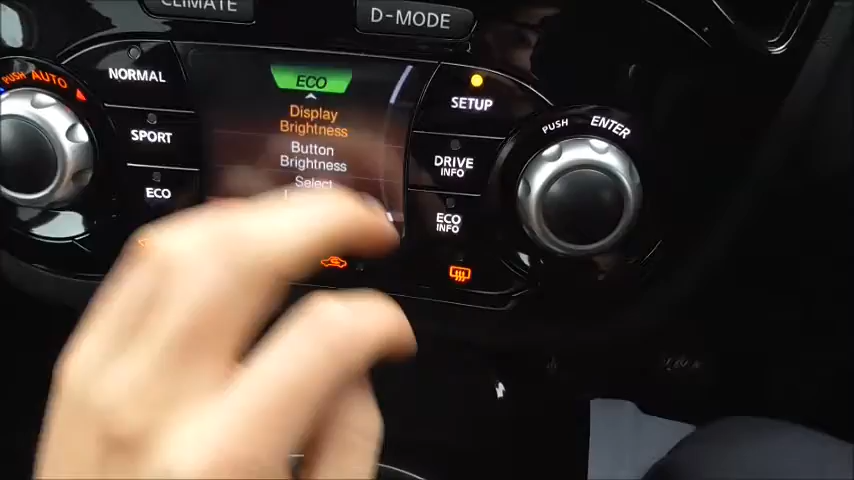 CLIMATE
D-MODE
PUSH AUTO
NORMAL
SPORT
ECO
ECO
Display
Brightness
Button
Brightness
Select
SETUP
DRIVE
INFO
ECO
INFO
PUSH ENTER